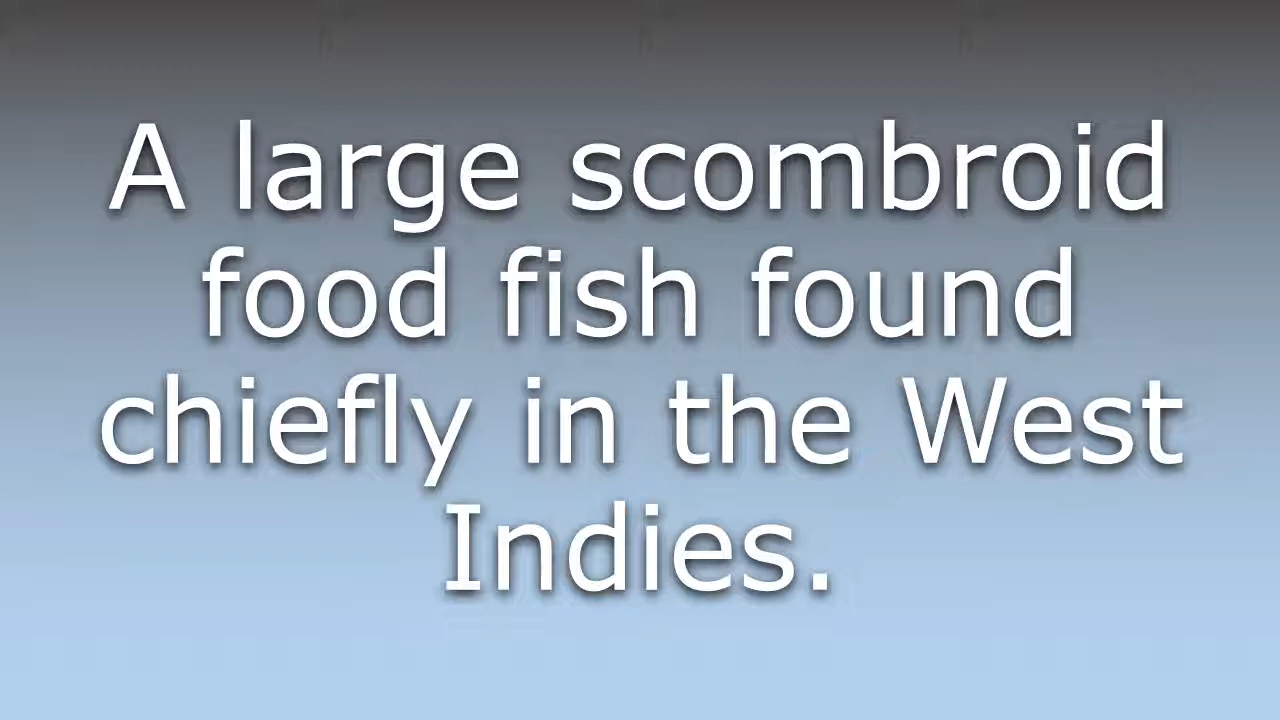 A large scombroid
food fish found
chiefly in the West
Indies.